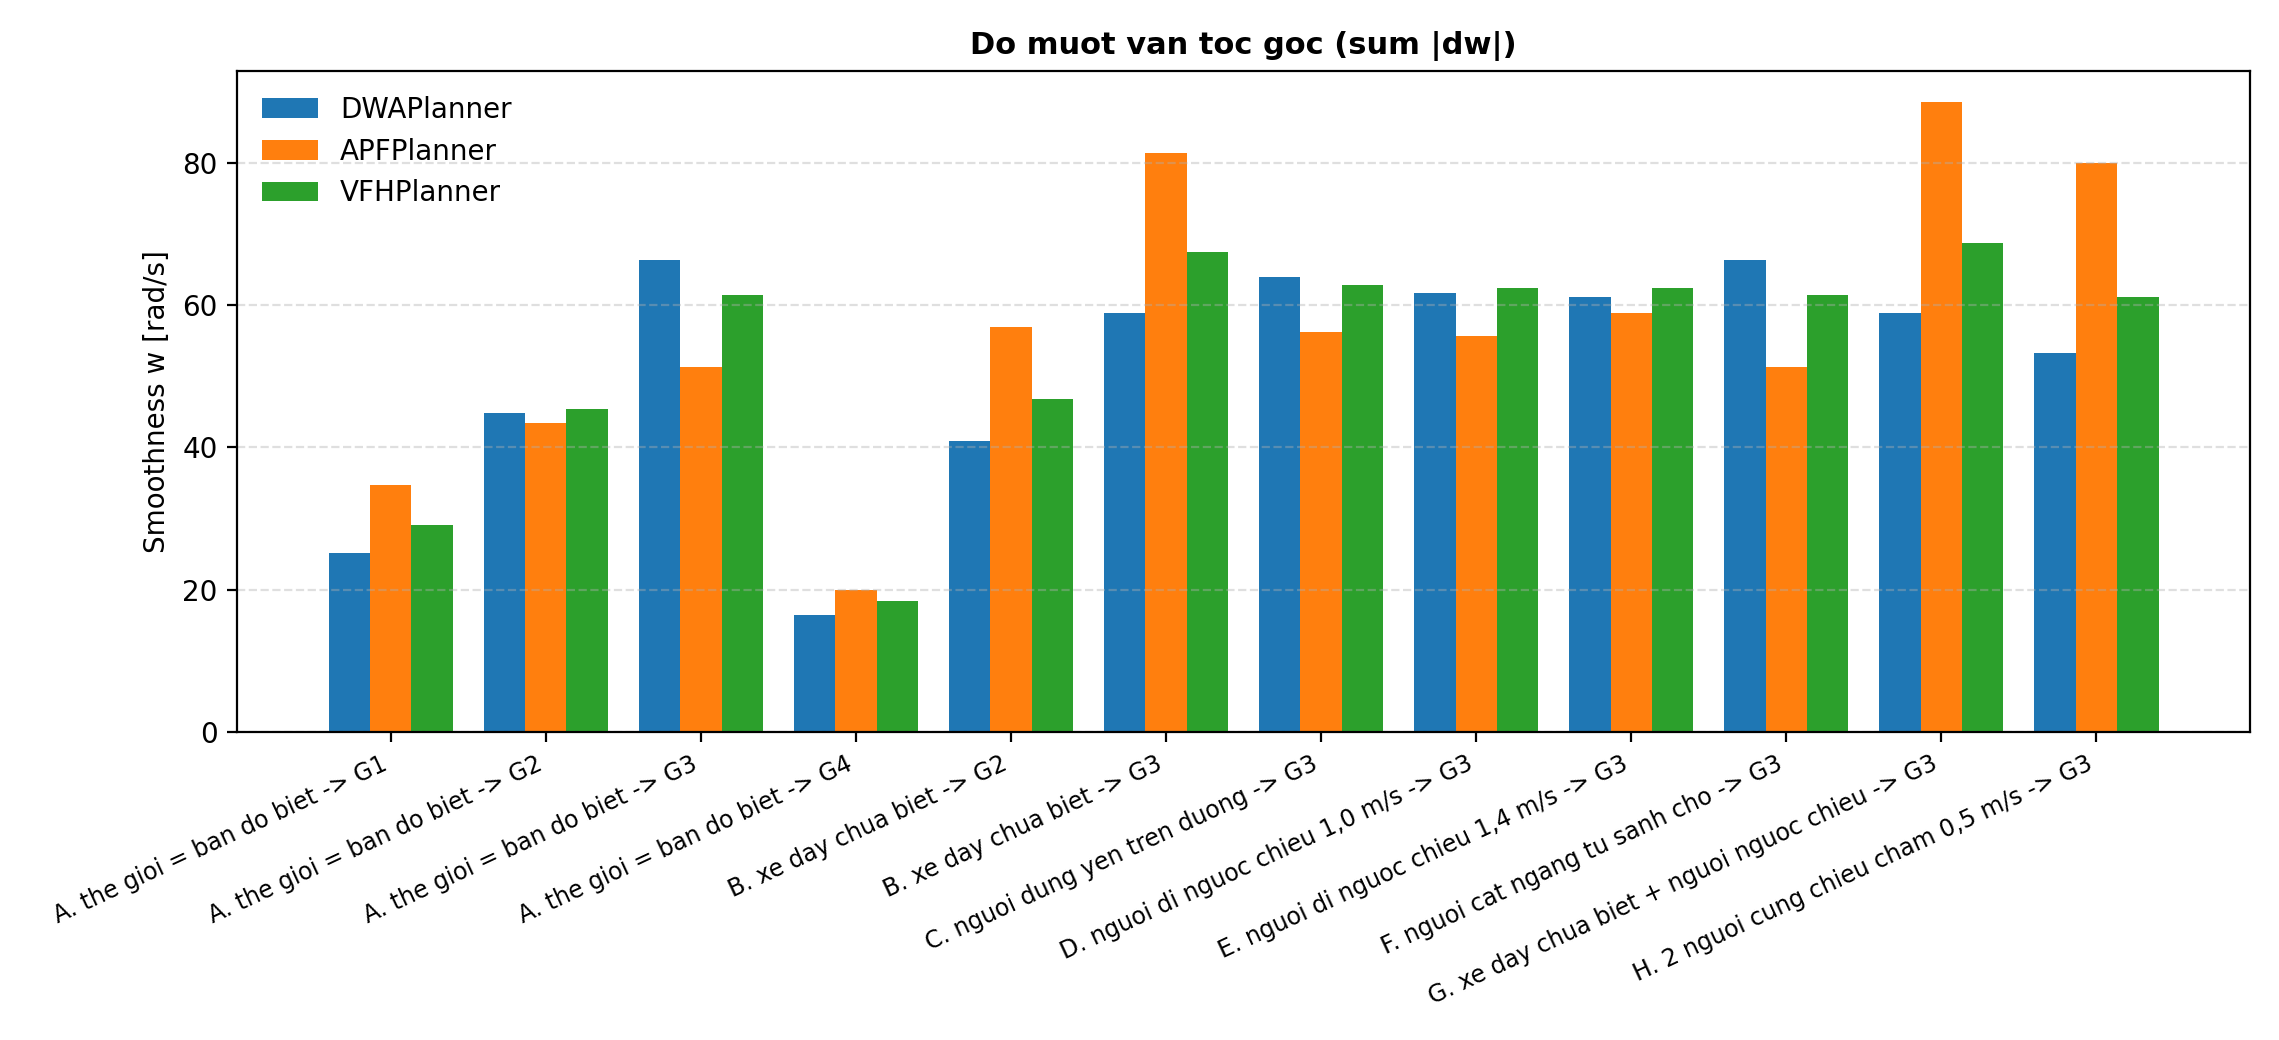 Do muot van toc goc (sum |dw|)
DWAPlanner
APFPlanner
VFHPlanner
Smoothness w [rad/s]
80
60
40
20
0
A. the gioi = ban do biet -> G1
A. the gioi = ban do biet -> G2
A. the gioi = ban do biet -> G3
A. the gioi = ban do biet -> G4
B. xe day chua biet -> G2
B. xe day chua biet -> G3
C. nguoi dung yen tren duong -> G3
D. nguoi di nguoc chieu 1,0 m/s -> G3
E. nguoi di nguoc chieu 1,4 m/s -> G3
F. nguoi cat ngang tu sanh cho -> G3
G. xe day chua biet + nguoi nguoc chieu -> G3
H. 2 nguoi cung chieu cham 0,5 m/s -> G3